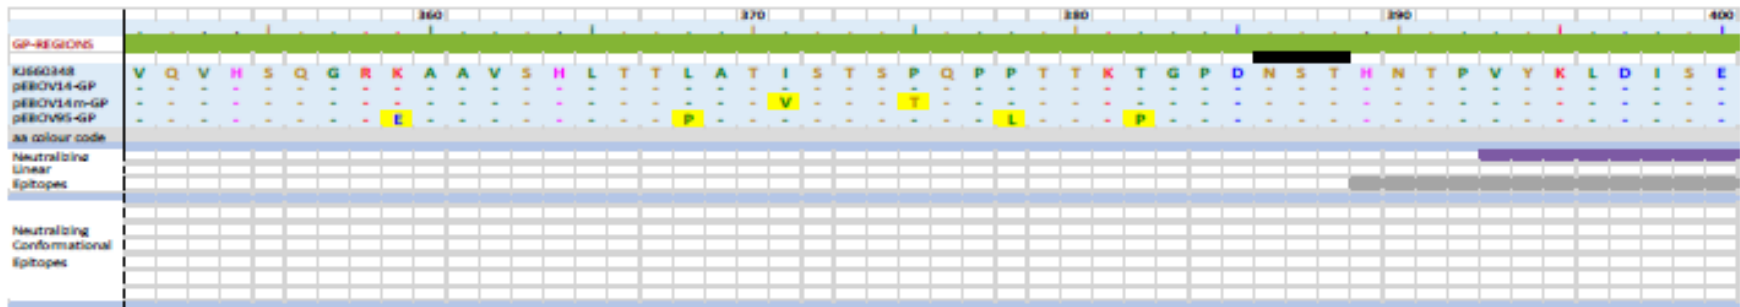 360 370 380 390 400
GP-REGIONS
KJ660348 V Q V H S Q G R K A A V S H L T T L A T I S T S P Q P P T T K T G P D N S T H N T P V Y K L D I S E
pEBOV14-GP - - - - - - - - - - - - - - - - - - - - - - - - - - - - - - - - - - - - - - - - - - - - - - - - - -
pEBOV14m-GP - - - - - - - - - - - - - - - - - - - - V - - - T - - - - - - - - - - - - - - - - - - - - - - - - -
pEBOV95-GP - - - - - - - - E - - - - - - - - P - - - - - - - - - L - - - P - - - - - - - - - - - - - - - - - -
aa colour code
Neutralizing
Linear
Epitopes
Neutralizing
Conformational
Epitopes